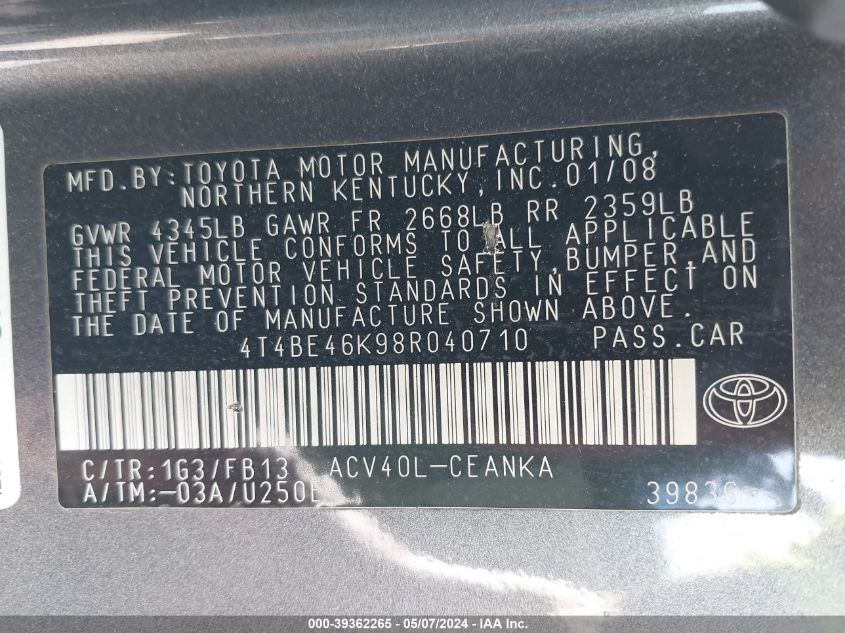 MFD.BY:TOYOTA MOTOR MANUFACTURING,
NORTHERN KENTUCKY,INC.01/08
GVWR 4345LB GAWR FR 2668LB RR 2359LB
THIS VEHICLE CONFORMS TO ALL APPLICABLE
FEDERAL MOTOR VEHICLE SAFETY,BUMPER,AND
THEFT PREVENTION STANDARDS IN EFFECT ON
THE DATE OF MANUFACTURE SHOWN ABOVE.
4T4BE46K98R040710 PASS.CAR
C/TR:1G3/FB13 ACV40L-CEANKA
A/TM:-03A/U250E
000-39362265 - 05/07/2024 - IAA Inc.